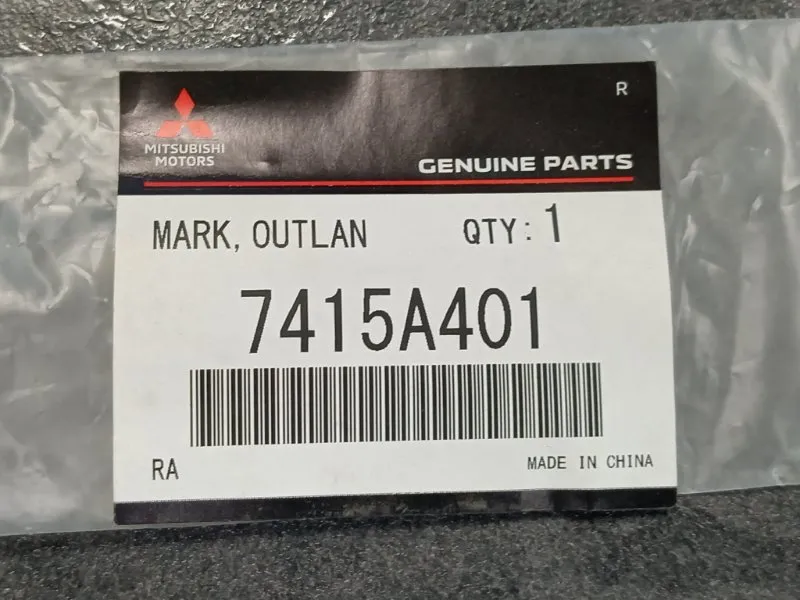 R
MITSUBISHI
MOTORS
GENUINE PARTS
MARK, OUTLAN QTY: 1
7415A401
RA MADE IN CHINA